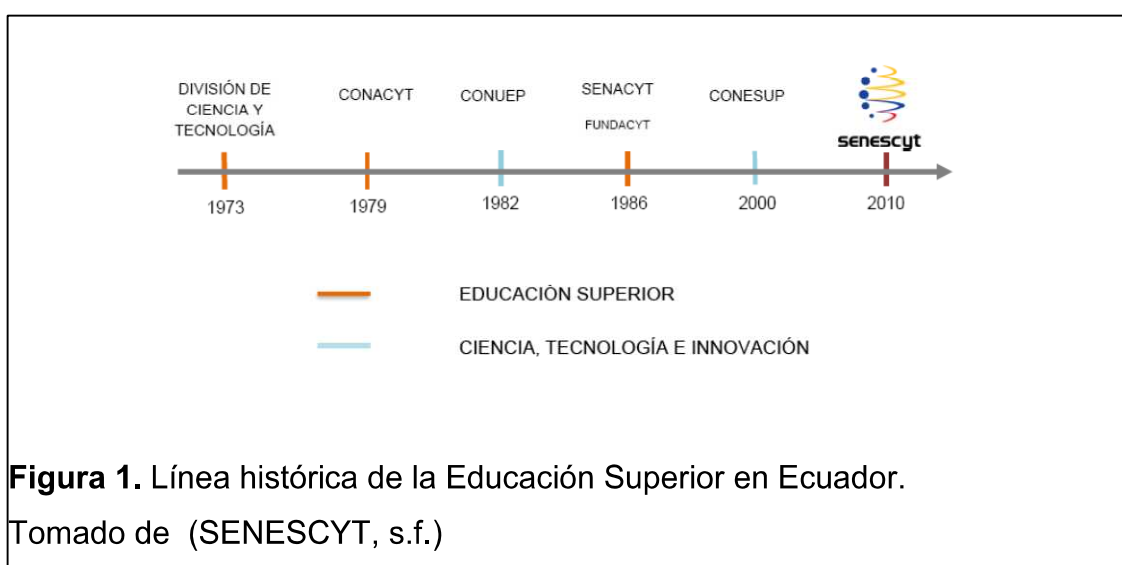 DIVISIÓN DE
CIENCIA Y
TECNOLOGÍA
CONACYT
CONUEP
SENACYT
FUNDACYT
CONESUP
senescyt
1973
1979
1982
1986
2000
2010
EDUCACIÓN SUPERIOR
CIENCIA, TECNOLOGÍA E INNOVACIÓN
Figura 1. Línea histórica de la Educación Superior en Ecuador.
Tomado de (SENESCYT, s.f.)